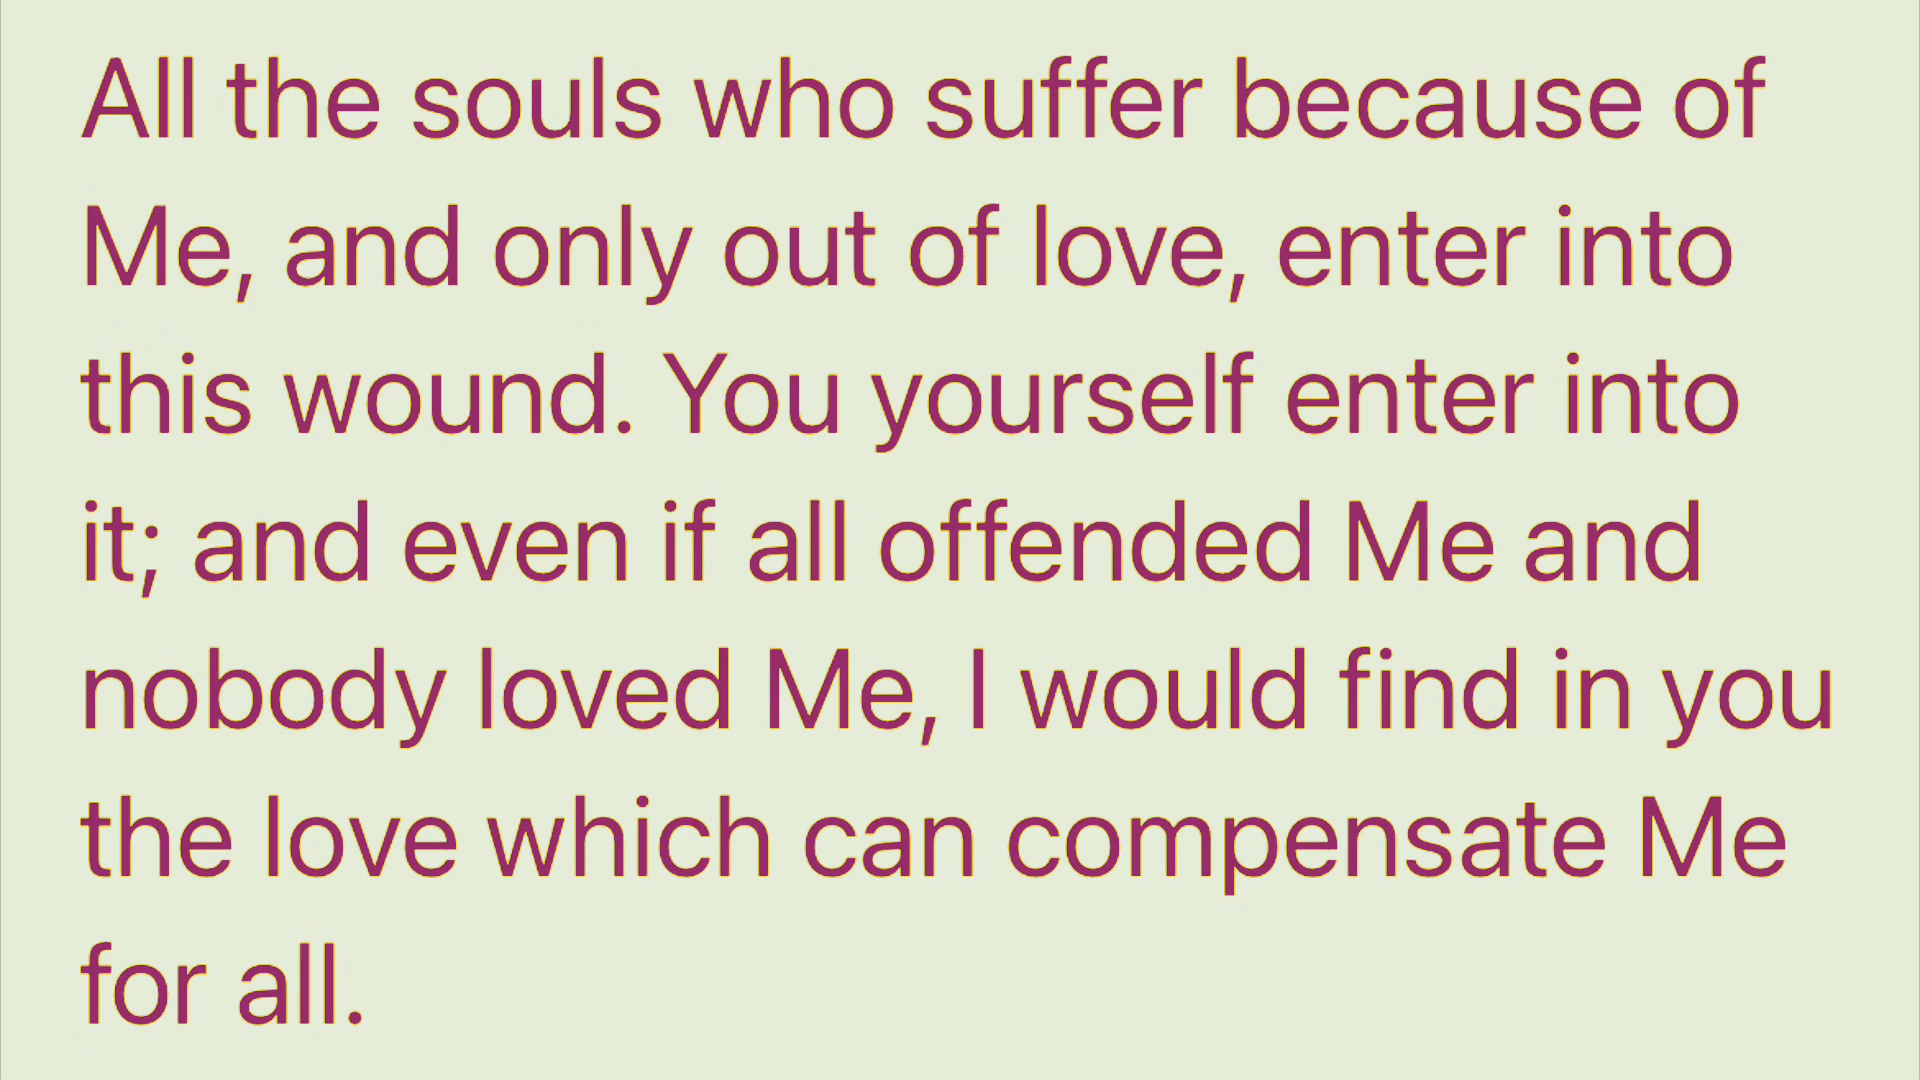 All the souls who suffer because of
Me, and only out of love, enter into
this wound. You yourself enter into
it; and even if all offended Me and
nobody loved Me, I would find in you
the love which can compensate Me
for all.